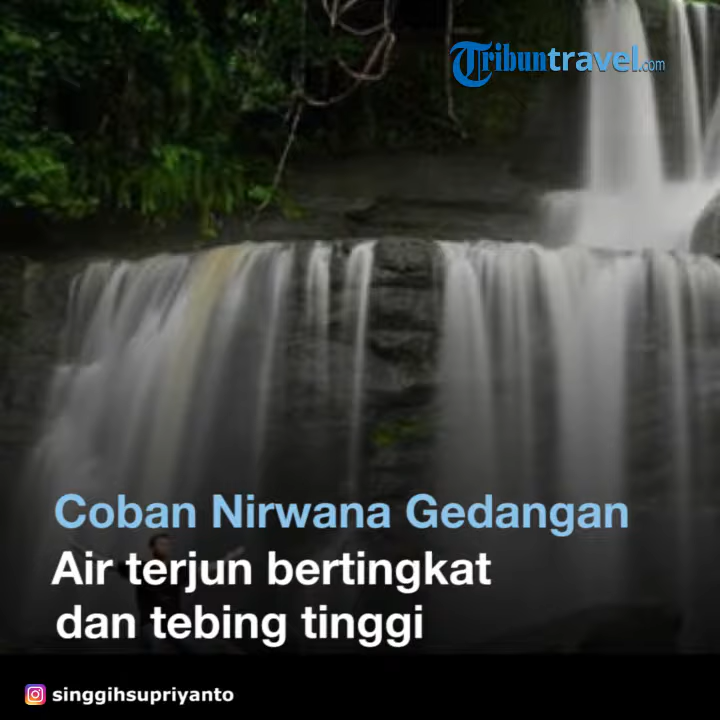 Tribuntravel.com
Coban Nirwana Gedangan
Air terjun bertingkat
dan tebing tinggi
singgihsupriyanto